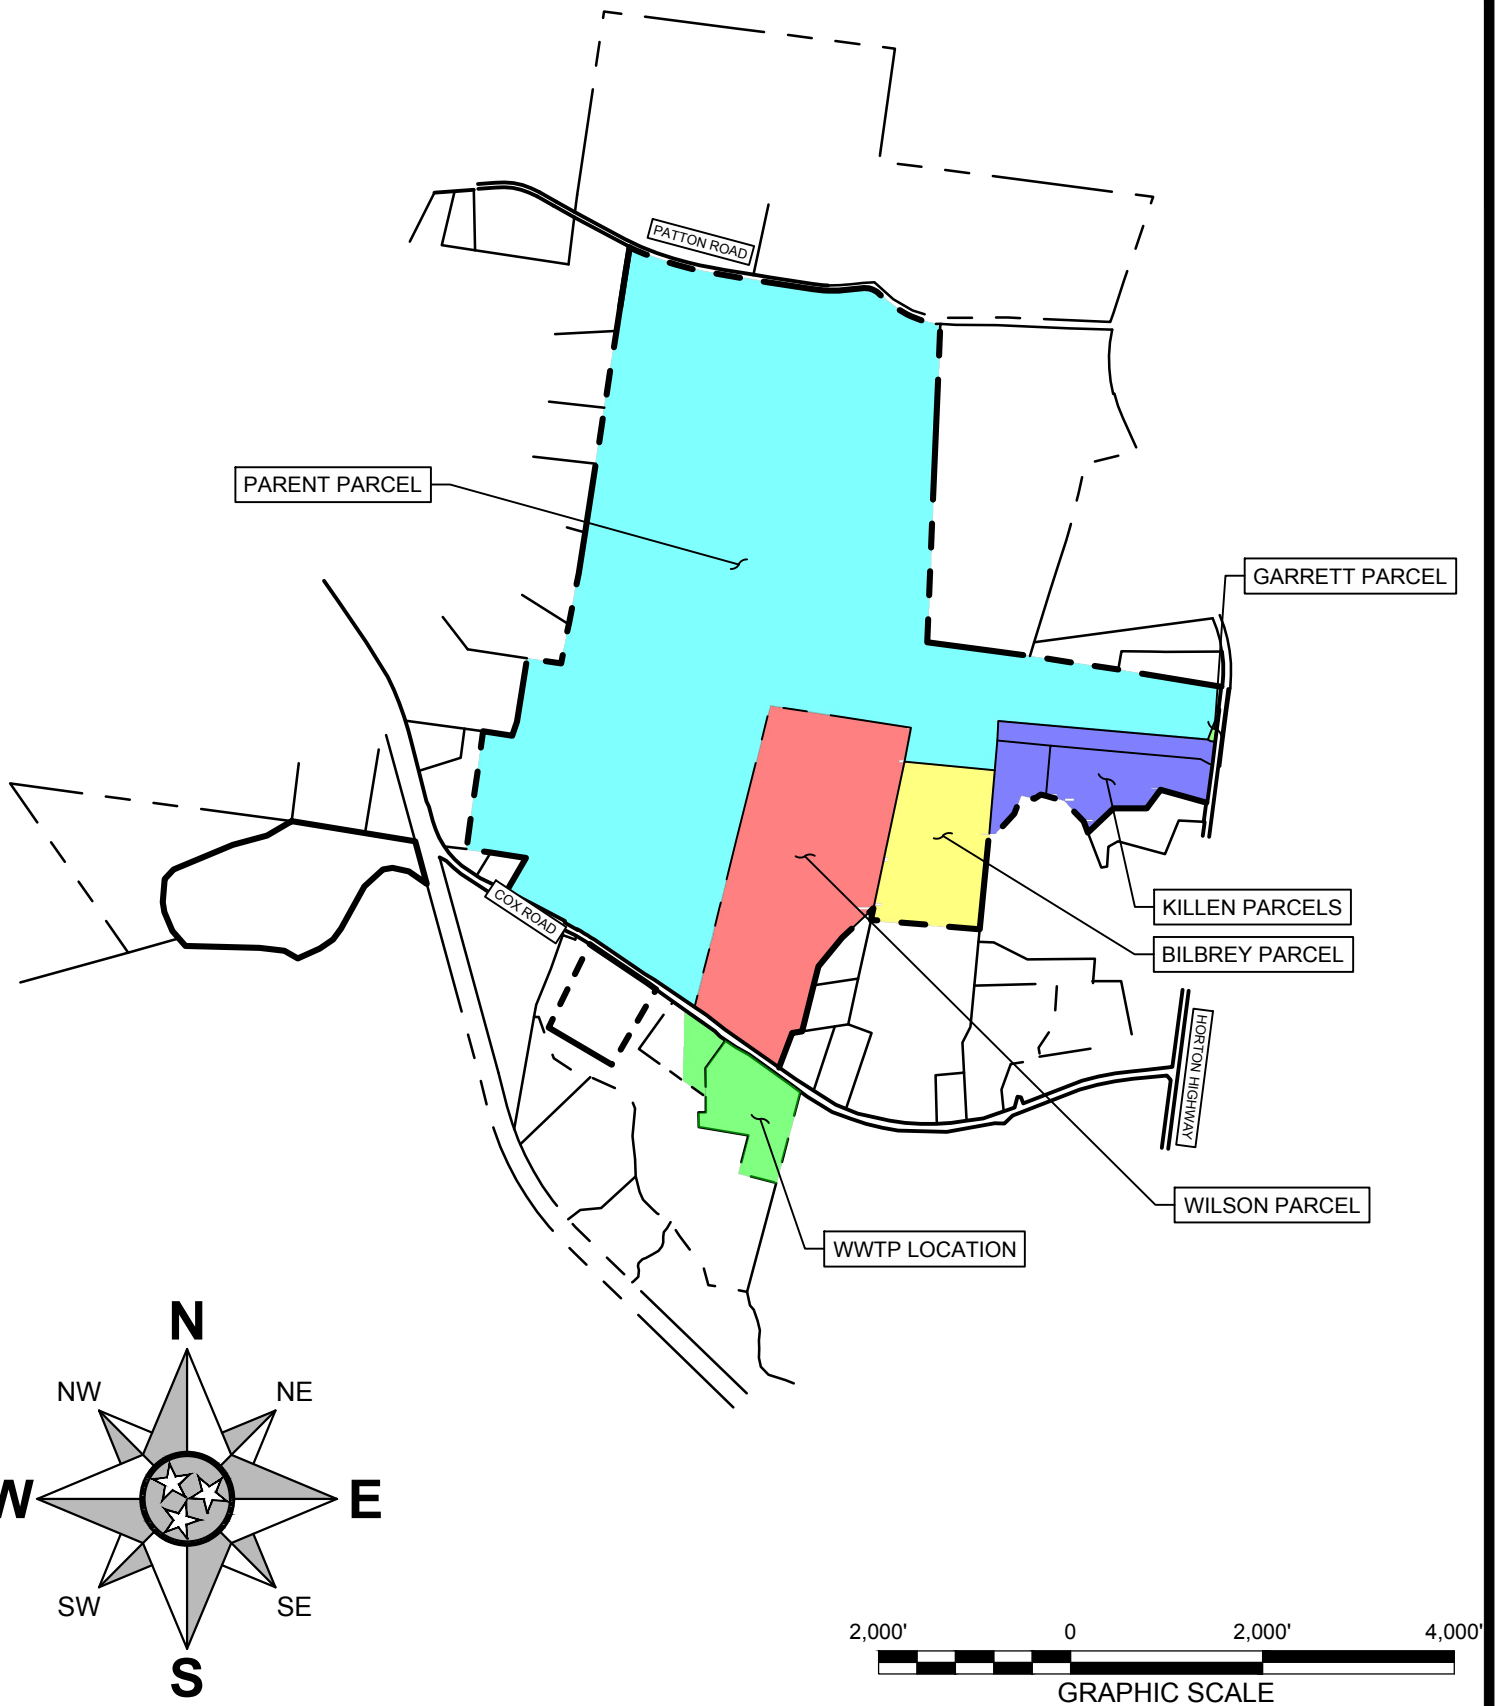 PATTON ROAD
PARENT PARCEL
GARRETT PARCEL
COX ROAD
KILLEN PARCELS
BILBREY PARCEL
HORTON HIGHWAY
WILSON PARCEL
WWTP LOCATION
N
NW
NE
W
E
SW
SE
S
2,000'
0
2,000'
4,000'
GRAPHIC SCALE